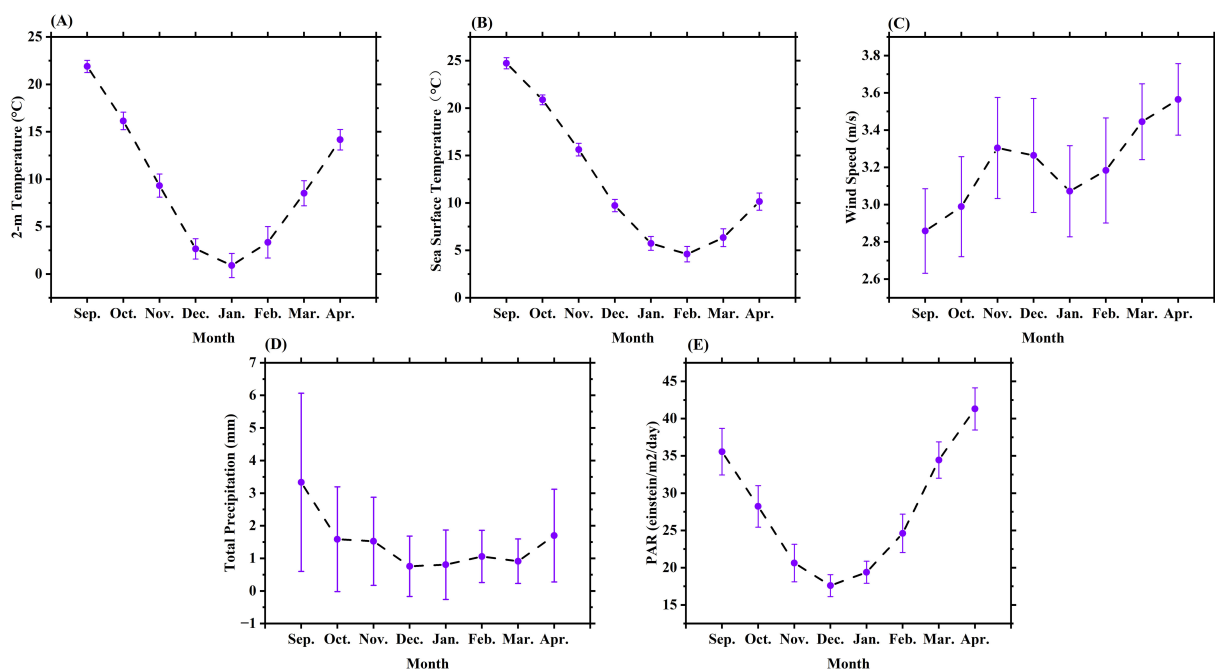 (A)
2-m Temperature (°C)
25
20
15
10
5
0
Sep. Oct. Nov. Dec. Jan. Feb. Mar. Apr.
Month
(B)
Sea Surface Temperature (°C)
25
20
15
10
5
0
Sep. Oct. Nov. Dec. Jan. Feb. Mar. Apr.
Month
(C)
Wind Speed (m/s)
3.8
3.6
3.4
3.2
3.0
2.8
2.6
Sep. Oct. Nov. Dec. Jan. Feb. Mar. Apr.
Month
(D)
Total Precipitation (mm)
7
6
5
4
3
2
1
0
−1
Sep. Oct. Nov. Dec. Jan. Feb. Mar. Apr.
Month
(E)
PAR (einstein/m2/day)
45
40
35
30
25
20
15
Sep. Oct. Nov. Dec. Jan. Feb. Mar. Apr.
Month